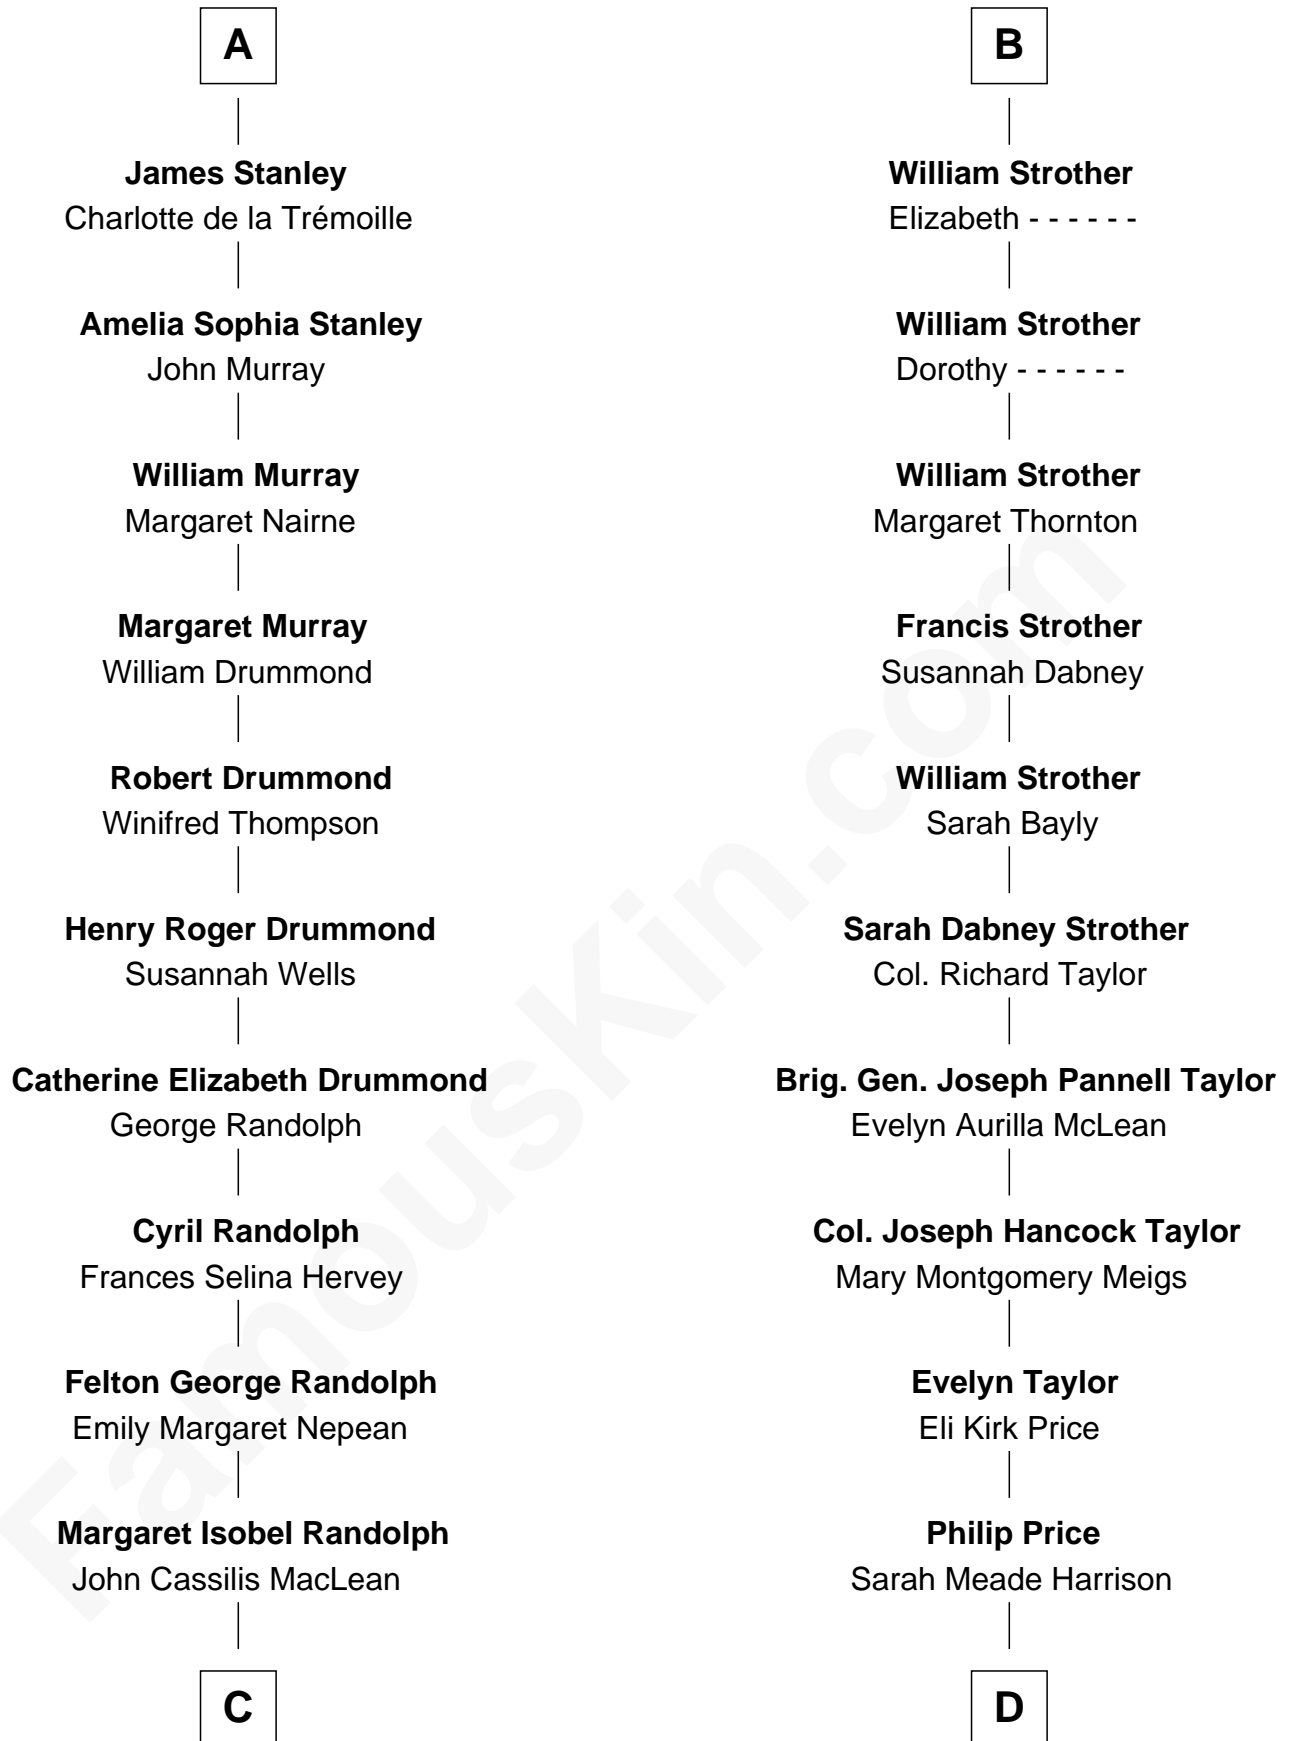 A
James Stanley
Charlotte de la Trémoille
Amelia Sophia Stanley
John Murray
William Murray
Margaret Nairne
Margaret Murray
William Drummond
Robert Drummond
Winifred Thompson
Henry Roger Drummond
Susannah Wells
Catherine Elizabeth Drummond
George Randolph
Cyril Randolph
Frances Selina Hervey
Felton George Randolph
Emily Margaret Nepean
Margaret Isobel Randolph
John Cassilis MacLean
C
B
William Strother
Elizabeth - - - - - -
William Strother
Dorothy - - - - - -
William Strother
Margaret Thornton
Francis Strother
Susannah Dabney
William Strother
Sarah Bayly
Sarah Dabney Strother
Col. Richard Taylor
Brig. Gen. Joseph Pannell Taylor
Evelyn Aurilla McLean
Col. Joseph Hancock Taylor
Mary Montgomery Meigs
Evelyn Taylor
Eli Kirk Price
Philip Price
Sarah Meade Harrison
D
FamousKin.com